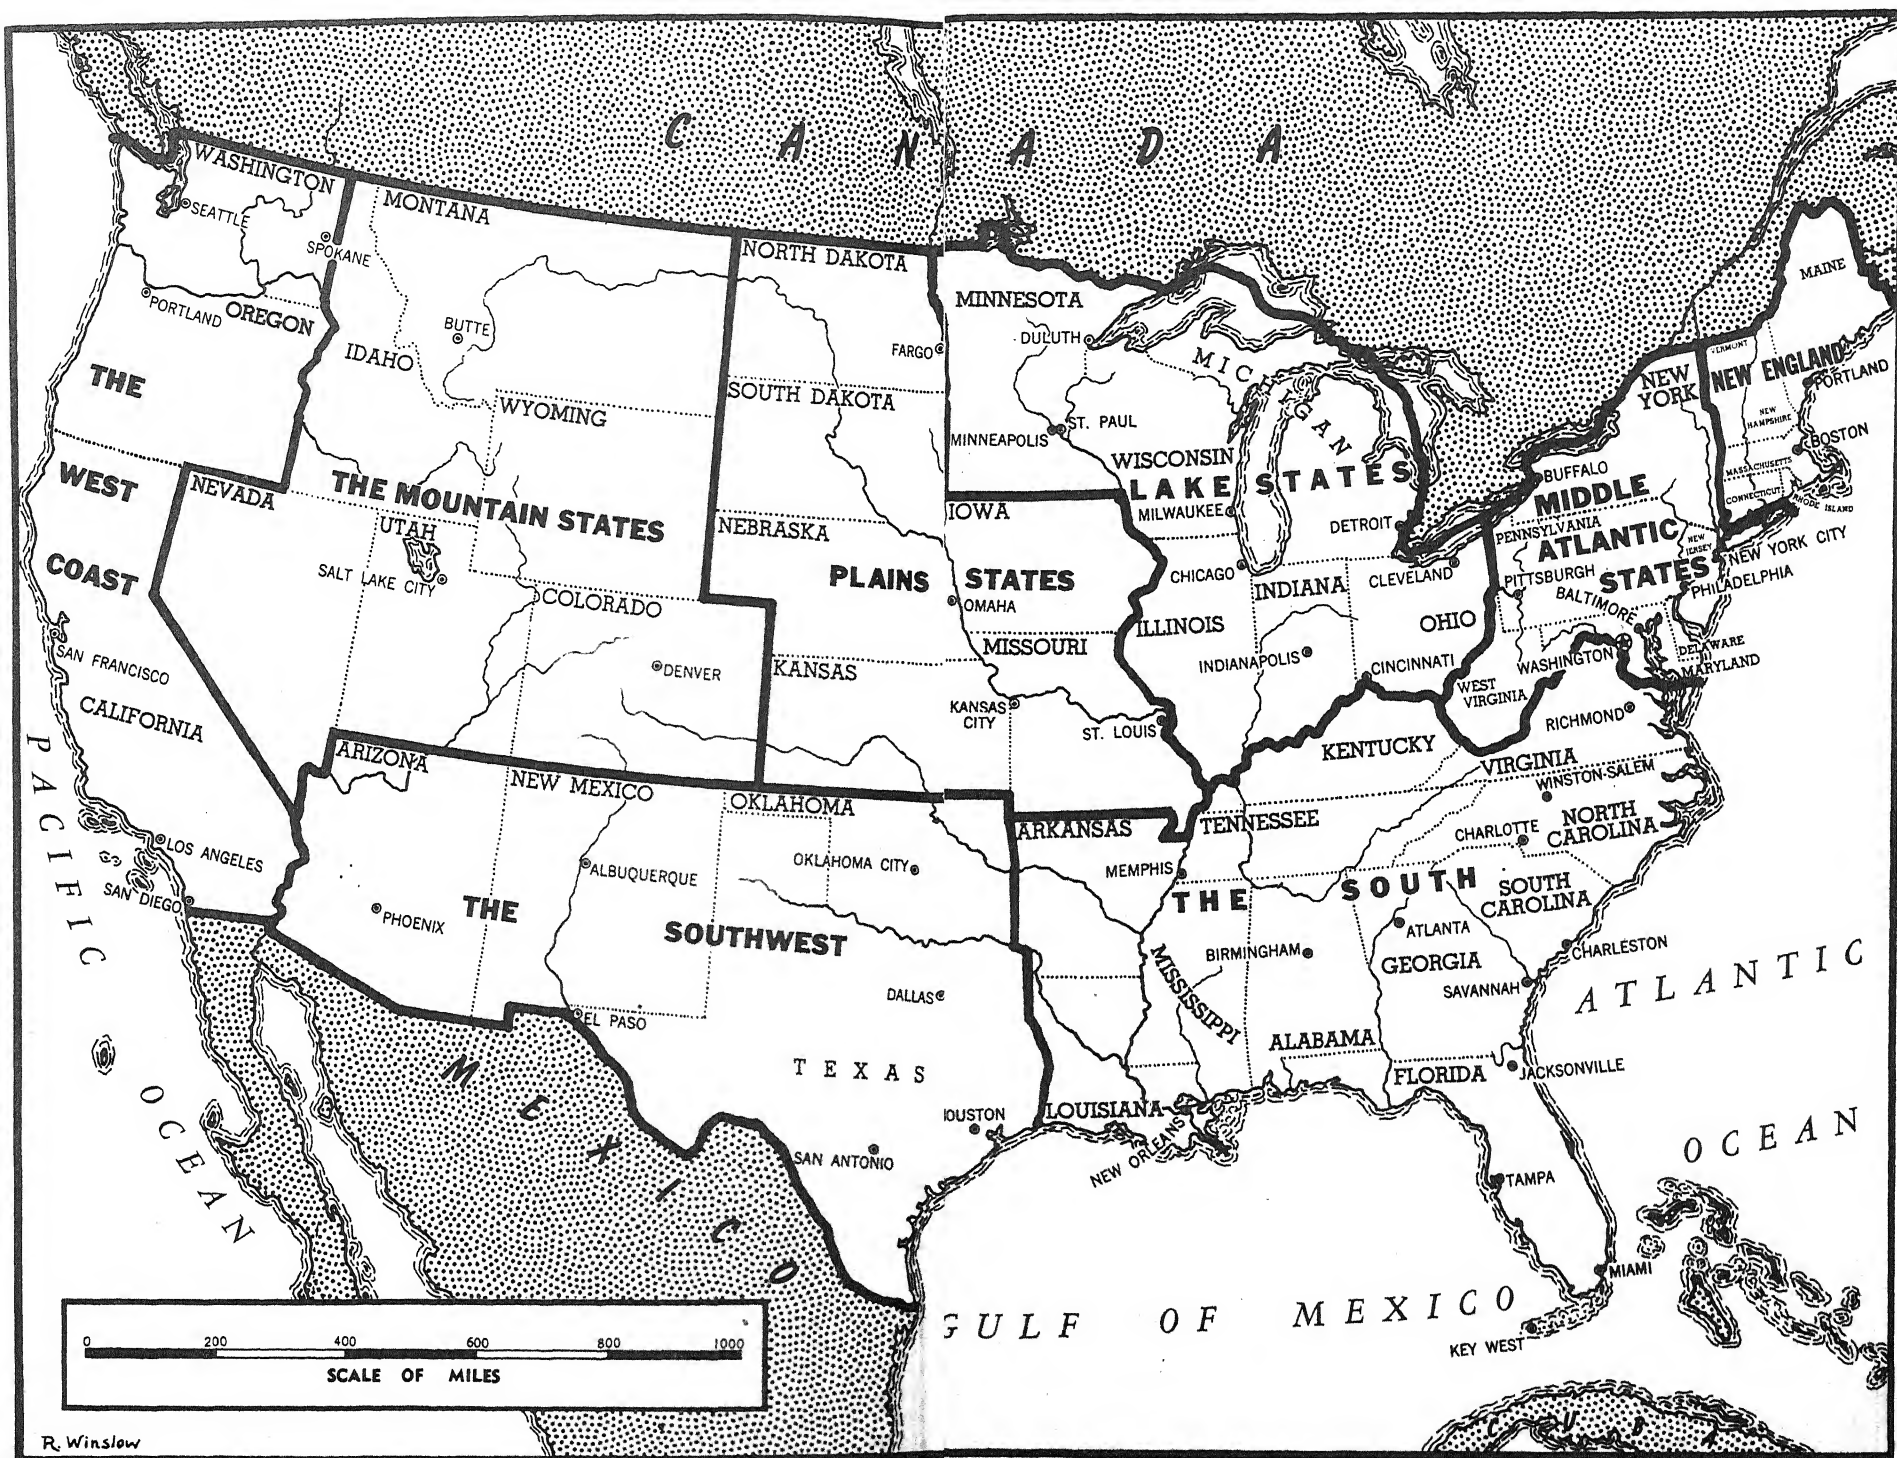 CANADA
WASHINGTON
SEATTLE
SPOKANE
PORTLAND
OREGON
MONTANA
BUTTE
IDAHO
WYOMING
NORTH DAKOTA
FARGO
SOUTH DAKOTA
MINNESOTA
DULUTH
MINNEAPOLIS
ST. PAUL
MICHIGAN
WISCONSIN
LAKE STATES
MILWAUKEE
DETROIT
MAINE
VERMONT
NEW ENGLAND
PORTLAND
NEW
HAMPSHIRE
BOSTON
MASSACHUSETTS
CONNECTICUT
RHODE ISLAND
NEW
YORK
BUFFALO
MIDDLE
ATLANTIC
STATES
PENNSYLVANIA
PITTSBURGH
NEW
JERSEY
NEW YORK CITY
PHILADELPHIA
BALTIMORE
WASHINGTON
DELAWARE
MARYLAND
THE
WEST
COAST
NEVADA
THE MOUNTAIN STATES
UTAH
SALT LAKE CITY
COLORADO
DENVER
NEBRASKA
PLAINS STATES
IOWA
OMAHA
MISSOURI
KANSAS
KANSAS
CITY
ST. LOUIS
CHICAGO
ILLINOIS
INDIANA
INDIANAPOLIS
CLEVELAND
OHIO
CINCINNATI
WEST
VIRGINIA
RICHMOND
VIRGINIA
KENTUCKY
SAN FRANCISCO
CALIFORNIA
LOS ANGELES
SAN DIEGO
PACIFIC
OCEAN
ARIZONA
PHOENIX
NEW MEXICO
ALBUQUERQUE
OKLAHOMA
OKLAHOMA CITY
THE
SOUTHWEST
DALLAS
EL PASO
TEXAS
IOUSTON
SAN ANTONIO
ARKANSAS
TENNESSEE
MEMPHIS
WINSTON-SALEM
NORTH
CAROLINA
CHARLOTTE
THE SOUTH
SOUTH
CAROLINA
ATLANTA
BIRMINGHAM
GEORGIA
CHARLESTON
SAVANNAH
MISSISSIPPI
ALABAMA
LOUISIANA
NEW ORLEANS
FLORIDA
JACKSONVILLE
TAMPA
MIAMI
KEY WEST
ATLANTIC
OCEAN
MEXICO
GULF OF MEXICO
CUBA
0 200 400 600 800 1000
SCALE OF MILES
R. Winslow